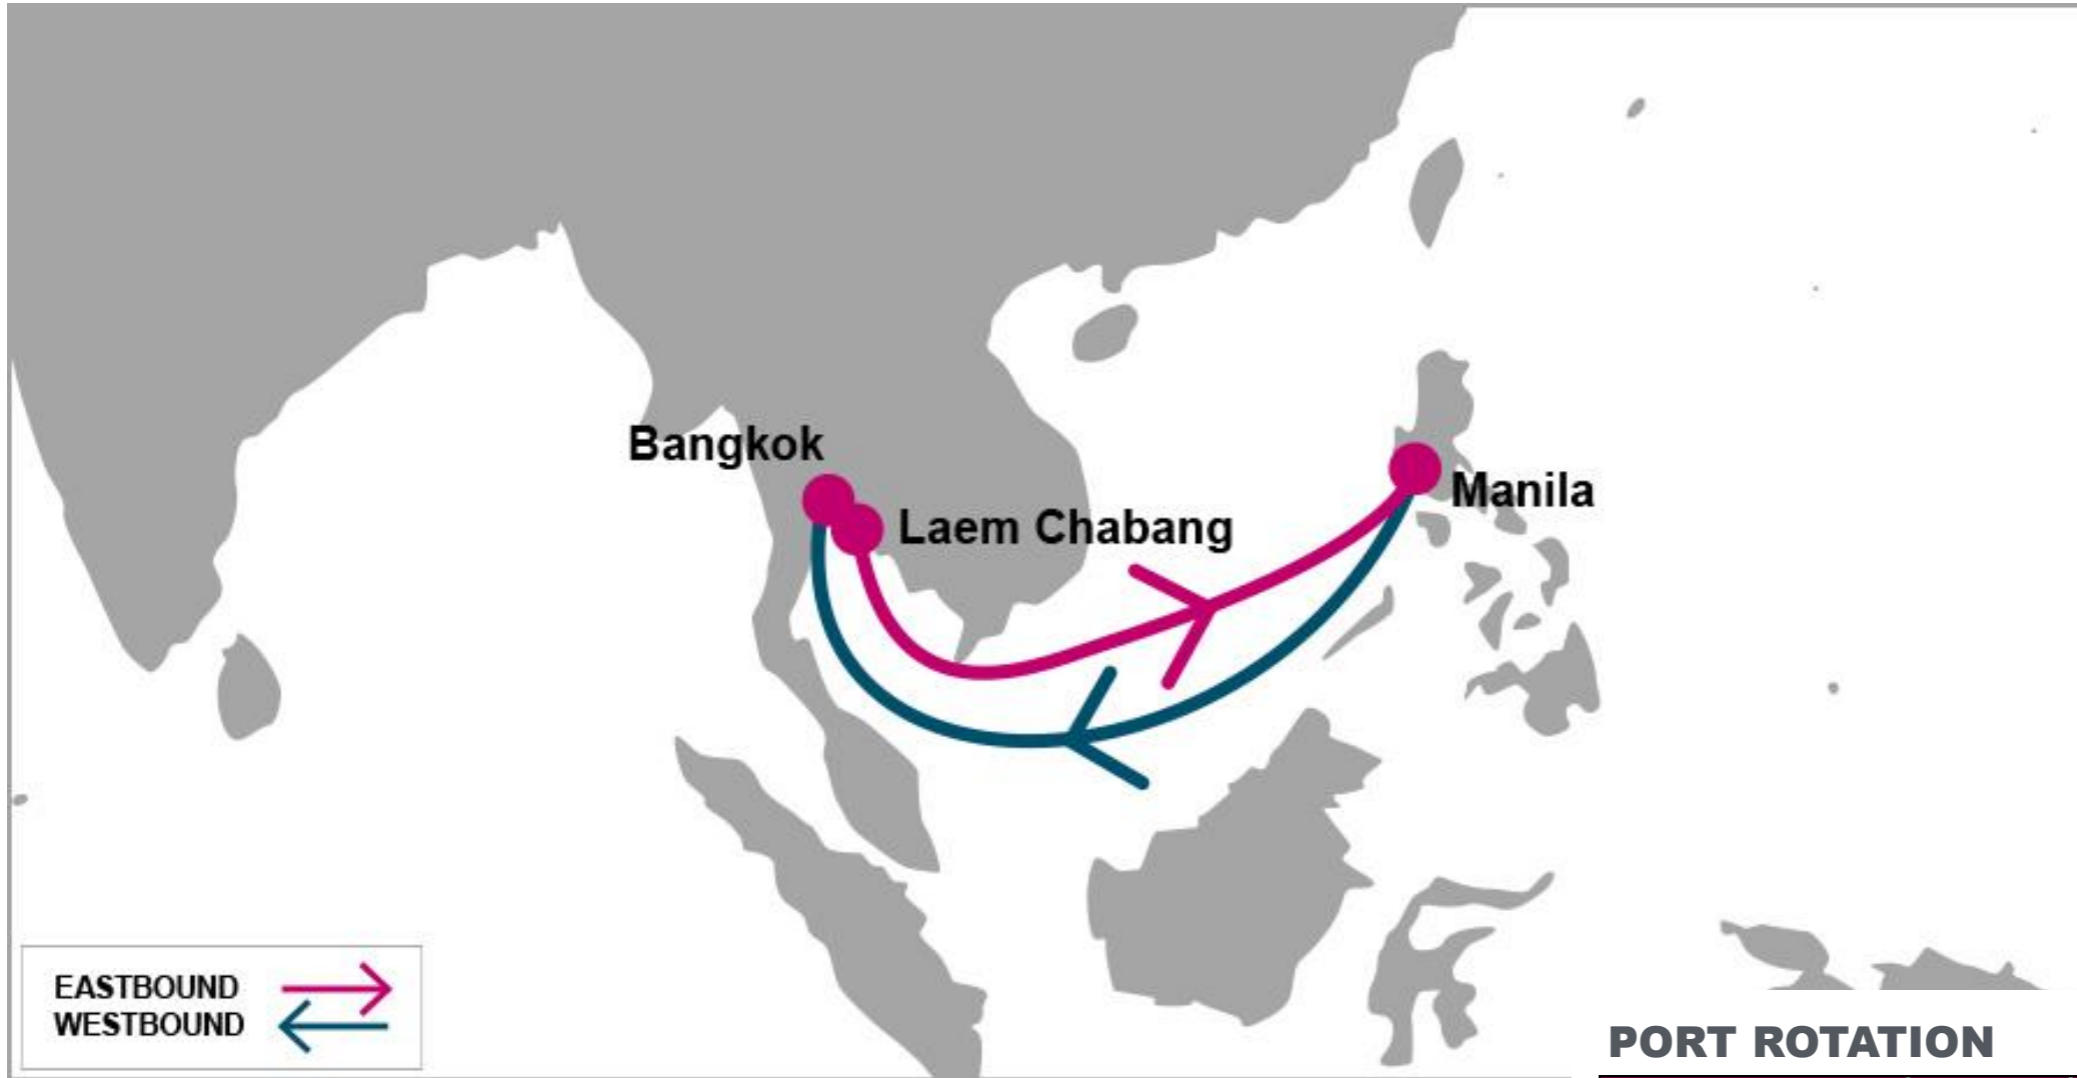 Bangkok
Laem Chabang
Manila
EASTBOUND
WESTBOUND
PORT ROTATION